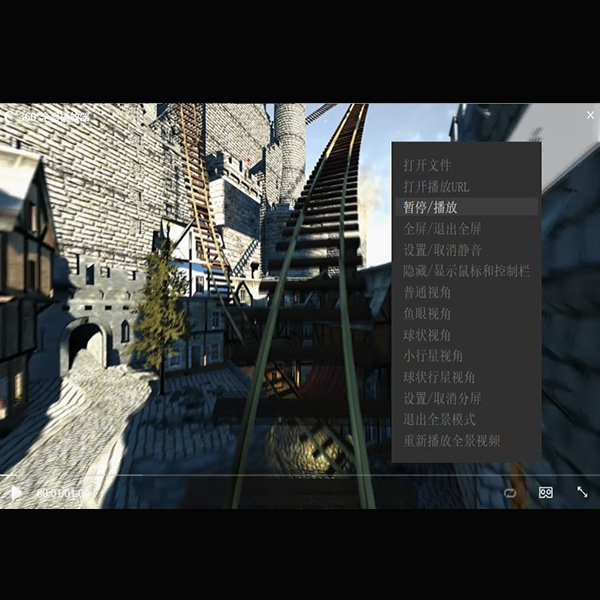 打开文件
打开播放URL
暂停/播放
全屏/退出全屏
设置/取消静音
隐藏/显示鼠标和控制栏
普通视角
鱼眼视角
球状视角
小行星视角
球状行星视角
设置/取消分屏
退出全景模式
重新播放全景视频